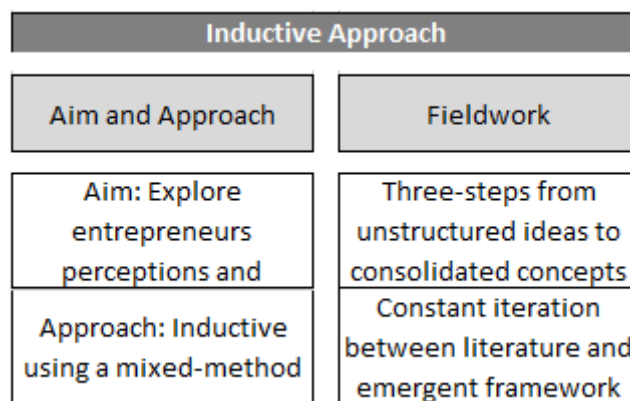 Inductive Approach
Aim and Approach
Fieldwork
Aim: Explore
entrepreneurs
perceptions and
Three-steps from
unstructured ideas to
consolidated concepts
Approach: Inductive
using a mixed-method
Constant iteration
between literature and
emergent framework